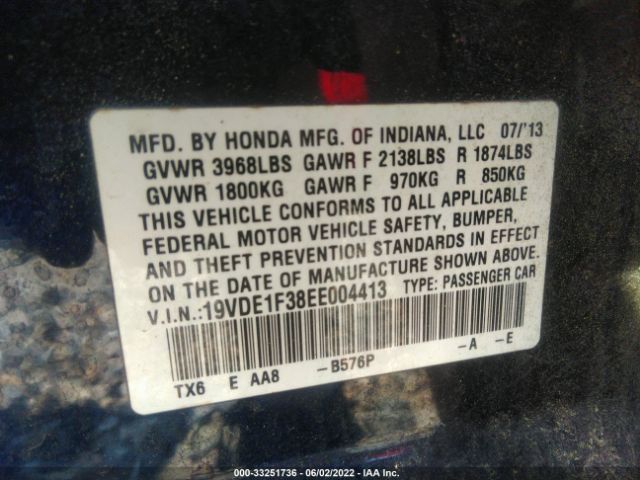 MFD. BY HONDA MFG. OF INDIANA, LLC 07/'13
GVWR 3968LBS GAWR F 2138LBS R 1874LBS
GVWR 1800KG GAWR F 970KG R 850KG
THIS VEHICLE CONFORMS TO ALL APPLICABLE
FEDERAL MOTOR VEHICLE SAFETY, BUMPER,
AND THEFT PREVENTION STANDARDS IN EFFECT
ON THE DATE OF MANUFACTURE SHOWN ABOVE.
V.I.N.:19VDE1F38EE004413 TYPE: PASSENGER CAR
TX6 E AA8 -B576P -A -E
000-33251736 - 06/02/2022 - IAA Inc.